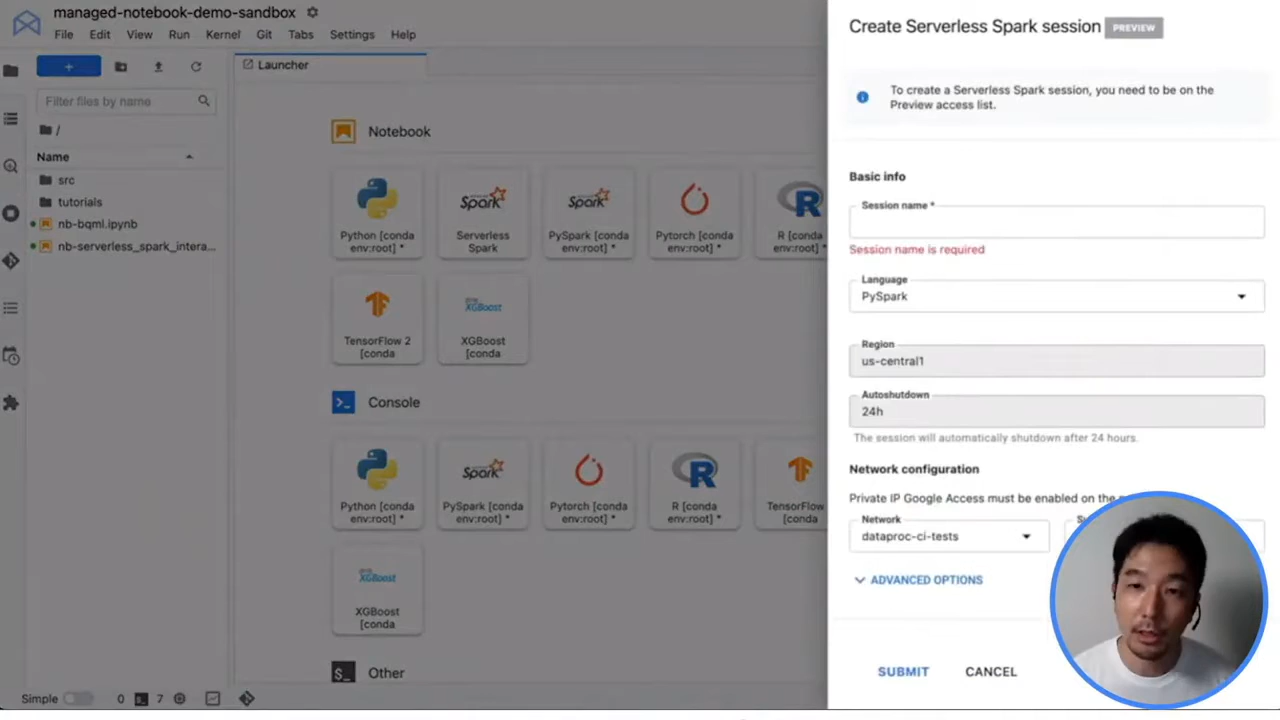 managed-notebook-demo-sandbox
File Edit View Run Kernel Git Tabs Settings Help
+
Filter files by name
/
Name
src
tutorials
nb-bqml.ipynb
nb-serverless_spark_intera...
Simple 0 7
Launcher
Notebook
Python [conda
env:root] *
Spark
Serverless
Spark
Spark
PySpark [conda
env:root] *
Pytorch [conda
env:root] *
R
R [conda
env:root] *
TensorFlow 2
[conda
XGBoost
XGBoost
[conda
Console
Python [conda
env:root] *
Spark
PySpark [conda
env:root] *
Pytorch [conda
env:root] *
R
R [conda
env:root] *
TensorFlow
[conda
XGBoost
XGBoost
[conda
$_ Other
Create Serverless Spark session PREVIEW
To create a Serverless Spark session, you need to be on the
Preview access list.
Basic info
Session name *
Session name is required
Language
PySpark
Region
us-central1
Autoshutdown
24h
The session will automatically shutdown after 24 hours.
Network configuration
Private IP Google Access must be enabled on the
Network
dataproc-ci-tests
ADVANCED OPTIONS
SUBMIT CANCEL